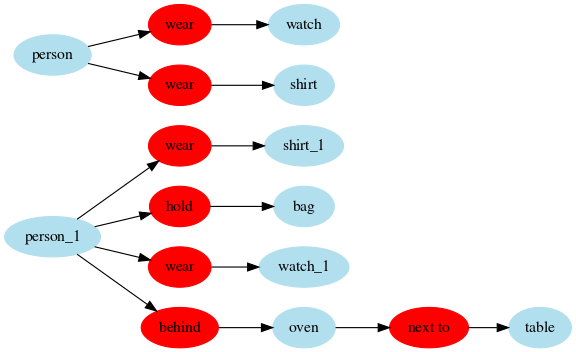 wear
watch
person
wear
shirt
wear
shirt_1
hold
bag
person_1
wear
watch_1
behind
oven
next to
table